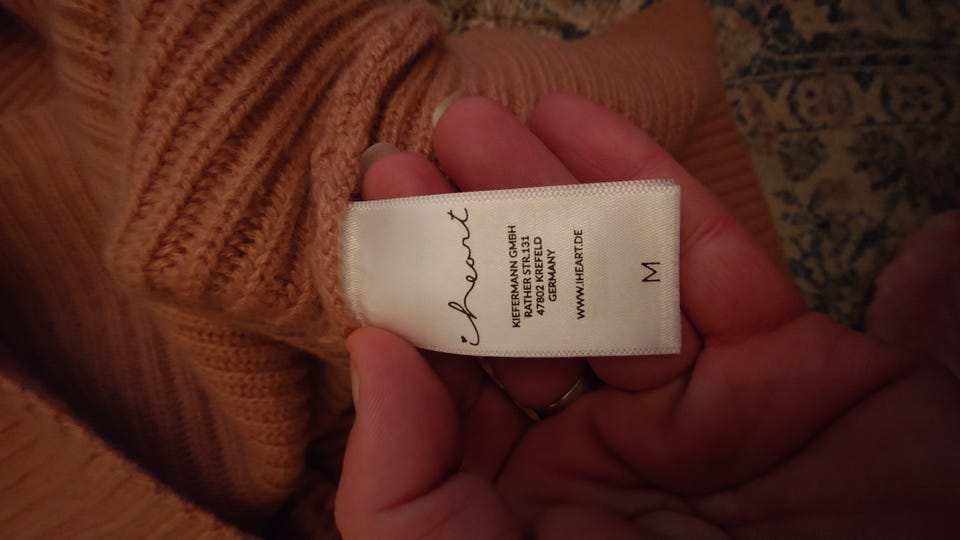 iheart
KIEFERMANN GMBH
RATHER STR.131
47802 KREFELD
GERMANY
WWW.IHEART.DE
M